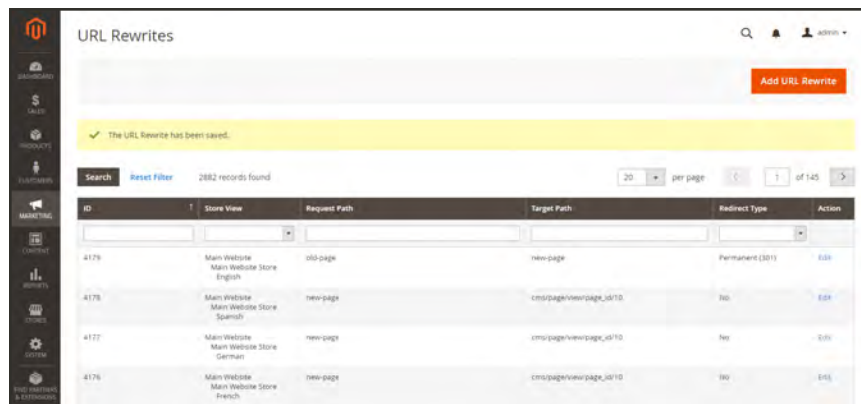 URL Rewrites
admin
DASHBOARD
SALES
PRODUCTS
CUSTOMERS
MARKETING
CONTENT
REPORTS
STORES
SYSTEM
FIND PARTNERS
& EXTENSIONS
Add URL Rewrite
The URL Rewrite has been saved.
Search Reset Filter 2882 records found 20 per page 1 of 145
ID Store View Request Path Target Path Redirect Type Action
4179 Main Website old-page new-page Permanent (301) Edit
Main Website Store
English
4178 Main Website new-page cms/page/view/page_id/10 No Edit
Main Website Store
Spanish
4177 Main Website new-page cms/page/view/page_id/10 No Edit
Main Website Store
German
4176 Main Website new-page cms/page/view/page_id/10 No Edit
Main Website Store
French